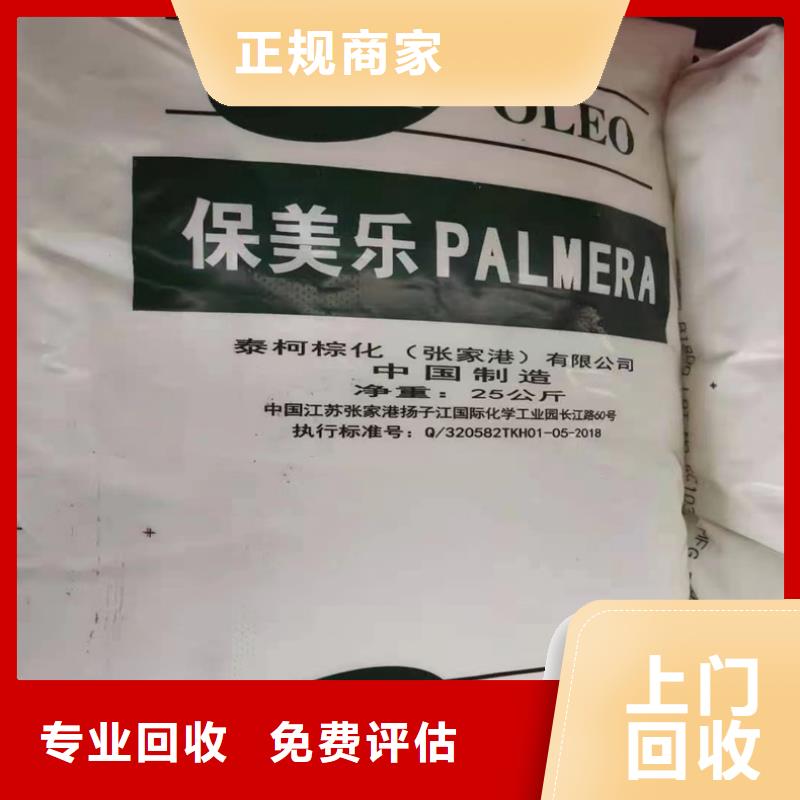 正规商家
OLEO
保美乐PALMERA
泰柯棕化（张家港）有限公司
中国制造
净重：25公斤
中国江苏张家港扬子江国际化学工业园长江路60号
执行标准号：Q/320582TKH01-05-2018
上门
回收
专业回收 免费评估